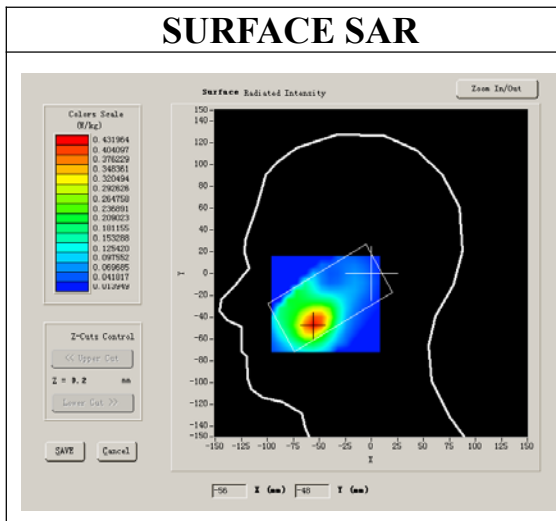 SURFACE SAR
Surface Radiated Intensity
Zoom In/Out
Colors Scale
(W/kg)
0.431964
0.404097
0.376229
0.348361
0.320494
0.292626
0.264758
0.236891
0.209023
0.181155
0.153288
0.125420
0.097552
0.069685
0.041817
0.013949
Z-Cuts Control
<< Upper Cut
Z = 9.2 mm
Lower Cut >>
SAVE Cancel
150
140
120
100
80
60
40
20
Y 0
-20
-40
-60
-80
-100
-120
-140
-150
-150 -125 -100 -75 -50 -25 0 25 50 75 100 125 150
X
-56 X (mm) -48 Y (mm)